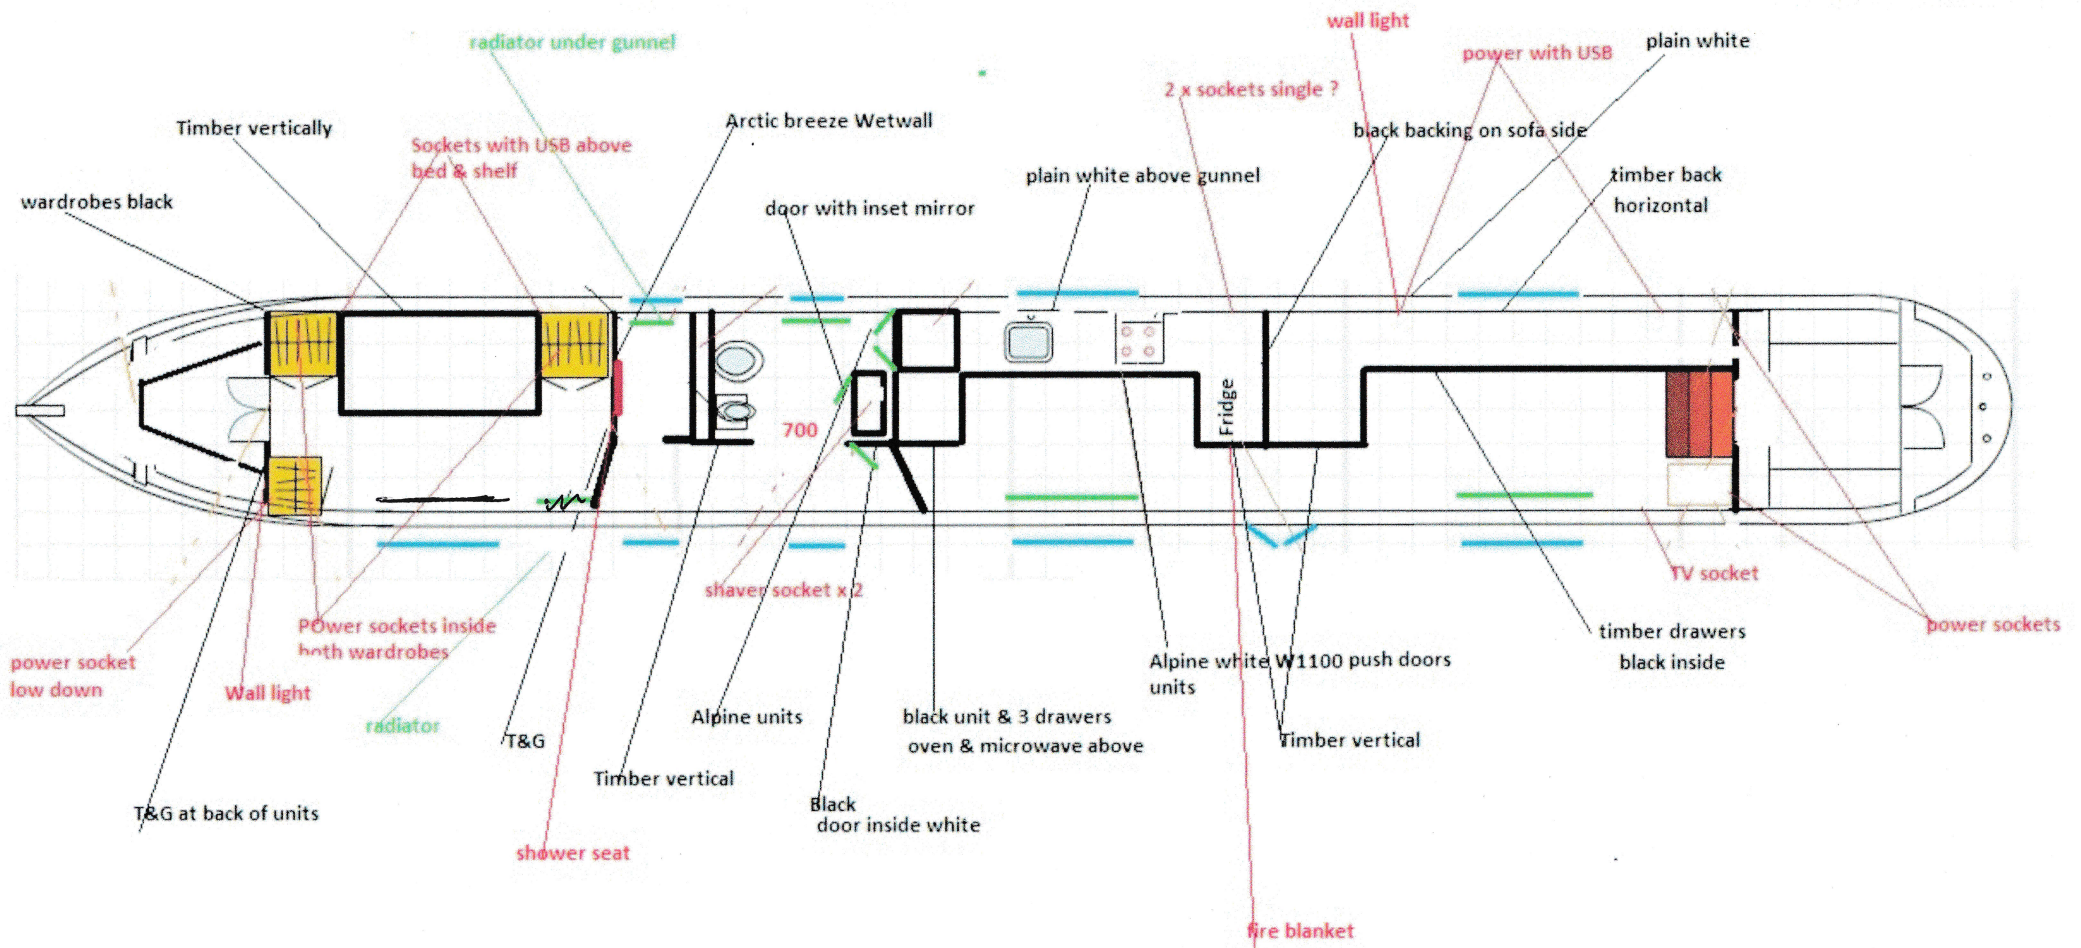 wall light
radiator under gunnel
power with USB
plain white
2 x sockets single ?
Arctic breeze Wetwall
Timber vertically
black backing on sofa side
Sockets with USB above
bed & shelf
plain white above gunnel
timber back
horizontal
wardrobes black
door with inset mirror
Fridge
700
shaver socket x 2
TV socket
POwer sockets inside
both wardrobes
power sockets
timber drawers
black inside
power socket
low down
Alpine white W1100 push doors
units
Wall light
radiator
Alpine units
black unit & 3 drawers
oven & microwave above
T&G
Timber vertical
Timber vertical
T&G at back of units
Black
door inside white
shower seat
fire blanket